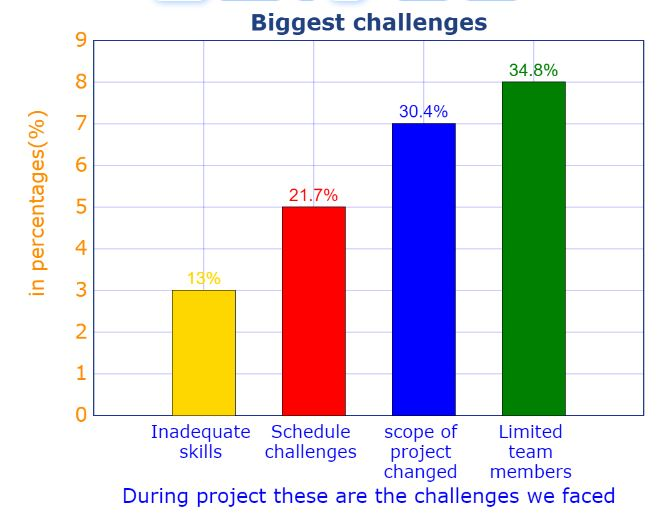 Biggest challenges
9
8
7
6
5
4
3
2
1
0
in percentages(%)
13%
21.7%
30.4%
34.8%
Inadequate
skills
Schedule
challenges
scope of
project
changed
Limited
team
members
During project these are the challenges we faced